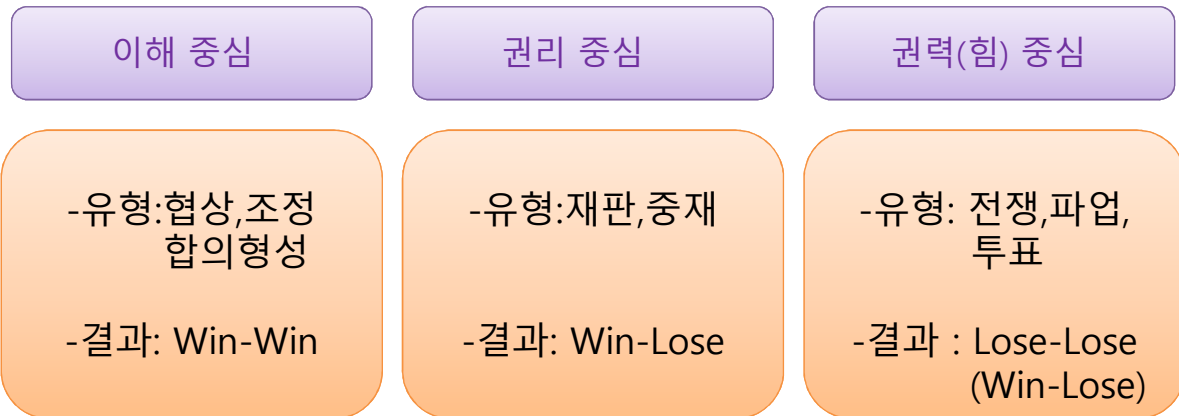 이해 중심
권리 중심
권력(힘) 중심
-유형:협상,조정
합의형성
-결과: Win-Win
-유형:재판,중재
-결과: Win-Lose
-유형: 전쟁,파업,
투표
-결과 : Lose-Lose
(Win-Lose)